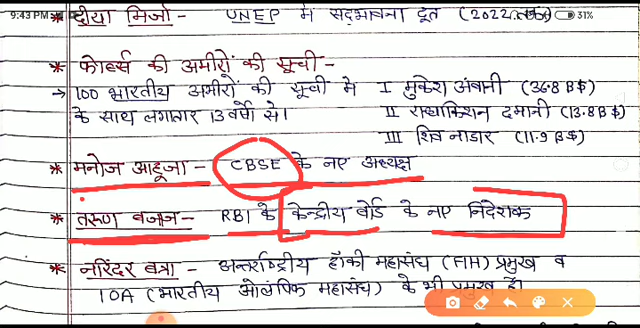 9:43 PM 31%
* दीया मिर्जा - UNEP में सद्भावना दूत (2022 तक)
* फोर्ब्स की अमीरों की सूची -
→ 100 भारतीय अमीरों की सूची में I मुकेश अंबानी (36.8 B$)
के साथ लगातार 13 वर्षों से। II राधाकिशन दमानी (13.8 B$)
III शिव नाडार (11.9 B$)
* मनोज आहूजा - CBSE के नए अध्यक्ष
* तरुण बजाज - RBI के केन्द्रीय बोर्ड के नए निदेशक
* नरिंदर बत्रा - अन्तर्राष्ट्रीय हॉकी महासंघ (FIH) प्रमुख व
IOA (भारतीय ओलंपिक महासंघ) के भी प्रमुख हैं